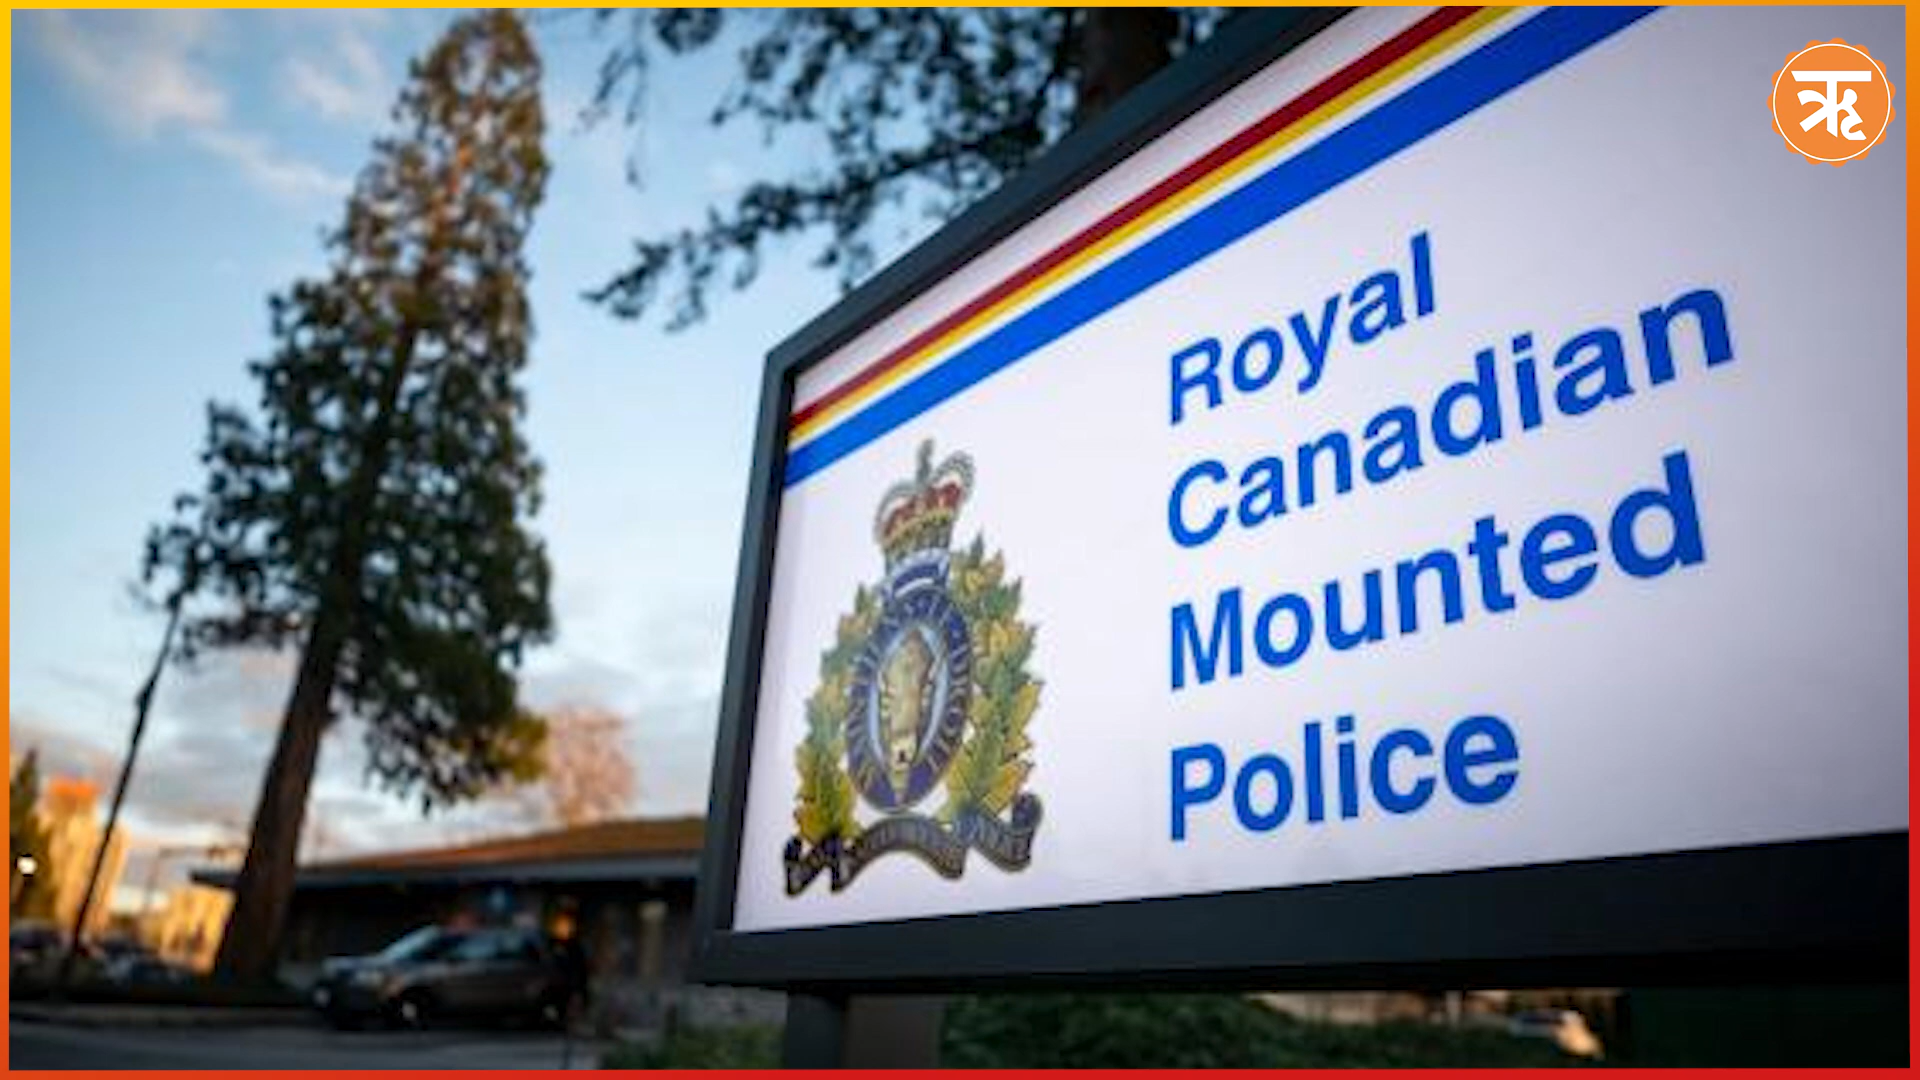 Royal
Canadian
Mounted
Police
ऋ